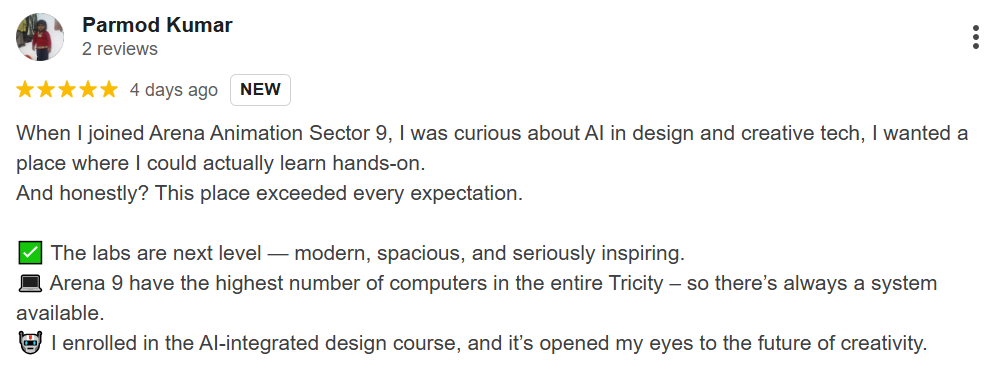 Parmod Kumar
2 reviews
4 days ago NEW
When I joined Arena Animation Sector 9, I was curious about AI in design and creative tech, I wanted a
place where I could actually learn hands-on.
And honestly? This place exceeded every expectation.
✅ The labs are next level — modern, spacious, and seriously inspiring.
💻 Arena 9 have the highest number of computers in the entire Tricity – so there’s always a system
available.
🤖 I enrolled in the AI-integrated design course, and it’s opened my eyes to the future of creativity.